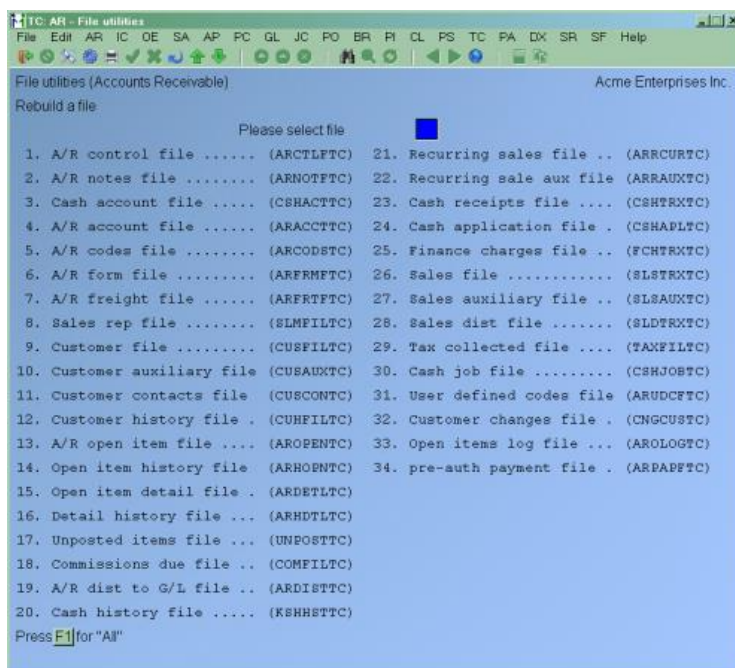 TC: AR - File utilities
File Edit AR IC OE SA AP PC GL JC PO BR PI CL PS TC PA DX SR SF Help
File utilities (Accounts Receivable) Acme Enterprises Inc.
Rebuild a file
Please select file
1. A/R control file ...... (ARCTLFTC) 21. Recurring sales file .. (ARRCURTC)
2. A/R notes file ........ (ARNOTFTC) 22. Recurring sale aux file (ARRAUXTC)
3. Cash account file ..... (CSHACTTC) 23. Cash receipts file .... (CSHTRXTC)
4. A/R account file ...... (ARACCTTC) 24. Cash application file . (CSHAPLTC)
5. A/R codes file ........ (ARCODSTC) 25. Finance charges file .. (FCHTRXTC)
6. A/R form file ......... (ARFRMFTC) 26. Sales file ............ (SLSTRXTC)
7. A/R freight file ...... (ARFRTFTC) 27. Sales auxiliary file .. (SLSAUXTC)
8. Sales rep file ........ (SLMFILTC) 28. Sales dist file ....... (SLDTRXTC)
9. Customer file ......... (CUSFILTC) 29. Tax collected file .... (TAXFILTC)
10. Customer auxiliary file (CUSAUXTC) 30. Cash job file ......... (CSHJOBTC)
11. Customer contacts file (CUSCONTC) 31. User defined codes file (ARUDCFTC)
12. Customer history file . (CUHFILTC) 32. Customer changes file . (CNGCUSTC)
13. A/R open item file .... (AROPENTC) 33. Open items log file ... (AROLOGTC)
14. Open item history file (ARHOPNTC) 34. pre-auth payment file . (ARPAPFTC)
15. Open item detail file . (ARDETLTC)
16. Detail history file ... (ARHDTLTC)
17. Unposted items file ... (UNPOSTTC)
18. Commissions due file .. (COMFILTC)
19. A/R dist to G/L file .. (ARDISTTC)
20. Cash history file ..... (KSHHSTTC)
Press F1 for "All"